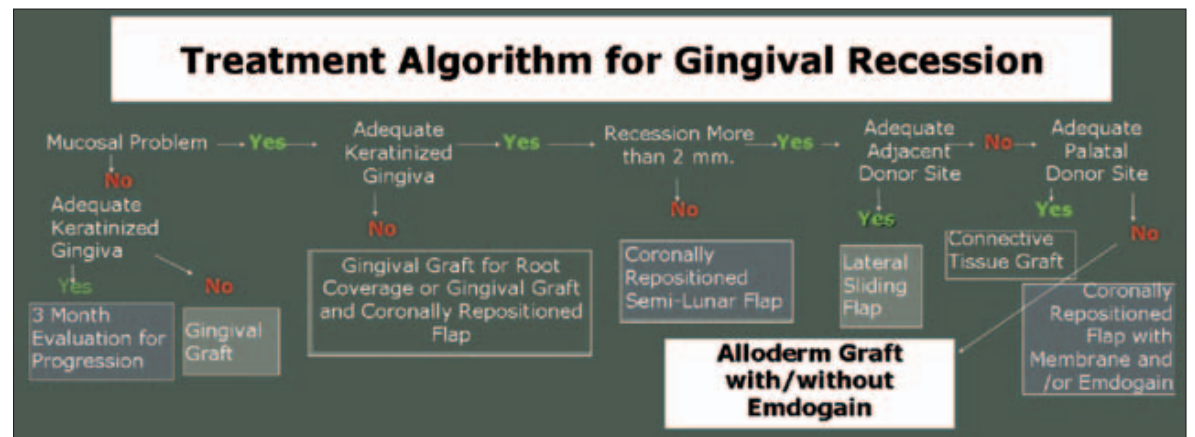 Treatment Algorithm for Gingival Recession
Mucosal Problem
Yes
Adequate
Keratinized
Gingiva
Yes
Recession More
than 2 mm.
Yes
Adequate
Adjacent
Donor Site
No
Adequate
Palatal
Donor Site
No
Adequate
Keratinized
Gingiva
Yes
3 Month
Evaluation for
Progression
No
Gingival
Graft
No
Gingival Graft for Root
Coverage or Gingival Graft
and Coronally Repositioned
Flap
No
Coronally
Repositioned
Semi-Lunar Flap
Yes
Lateral
Sliding
Flap
Yes
Connective
Tissue Graft
No
Coronally
Repositioned
Flap with
Membrane and
/or Emdogain
Alloderm Graft
with/without
Emdogain